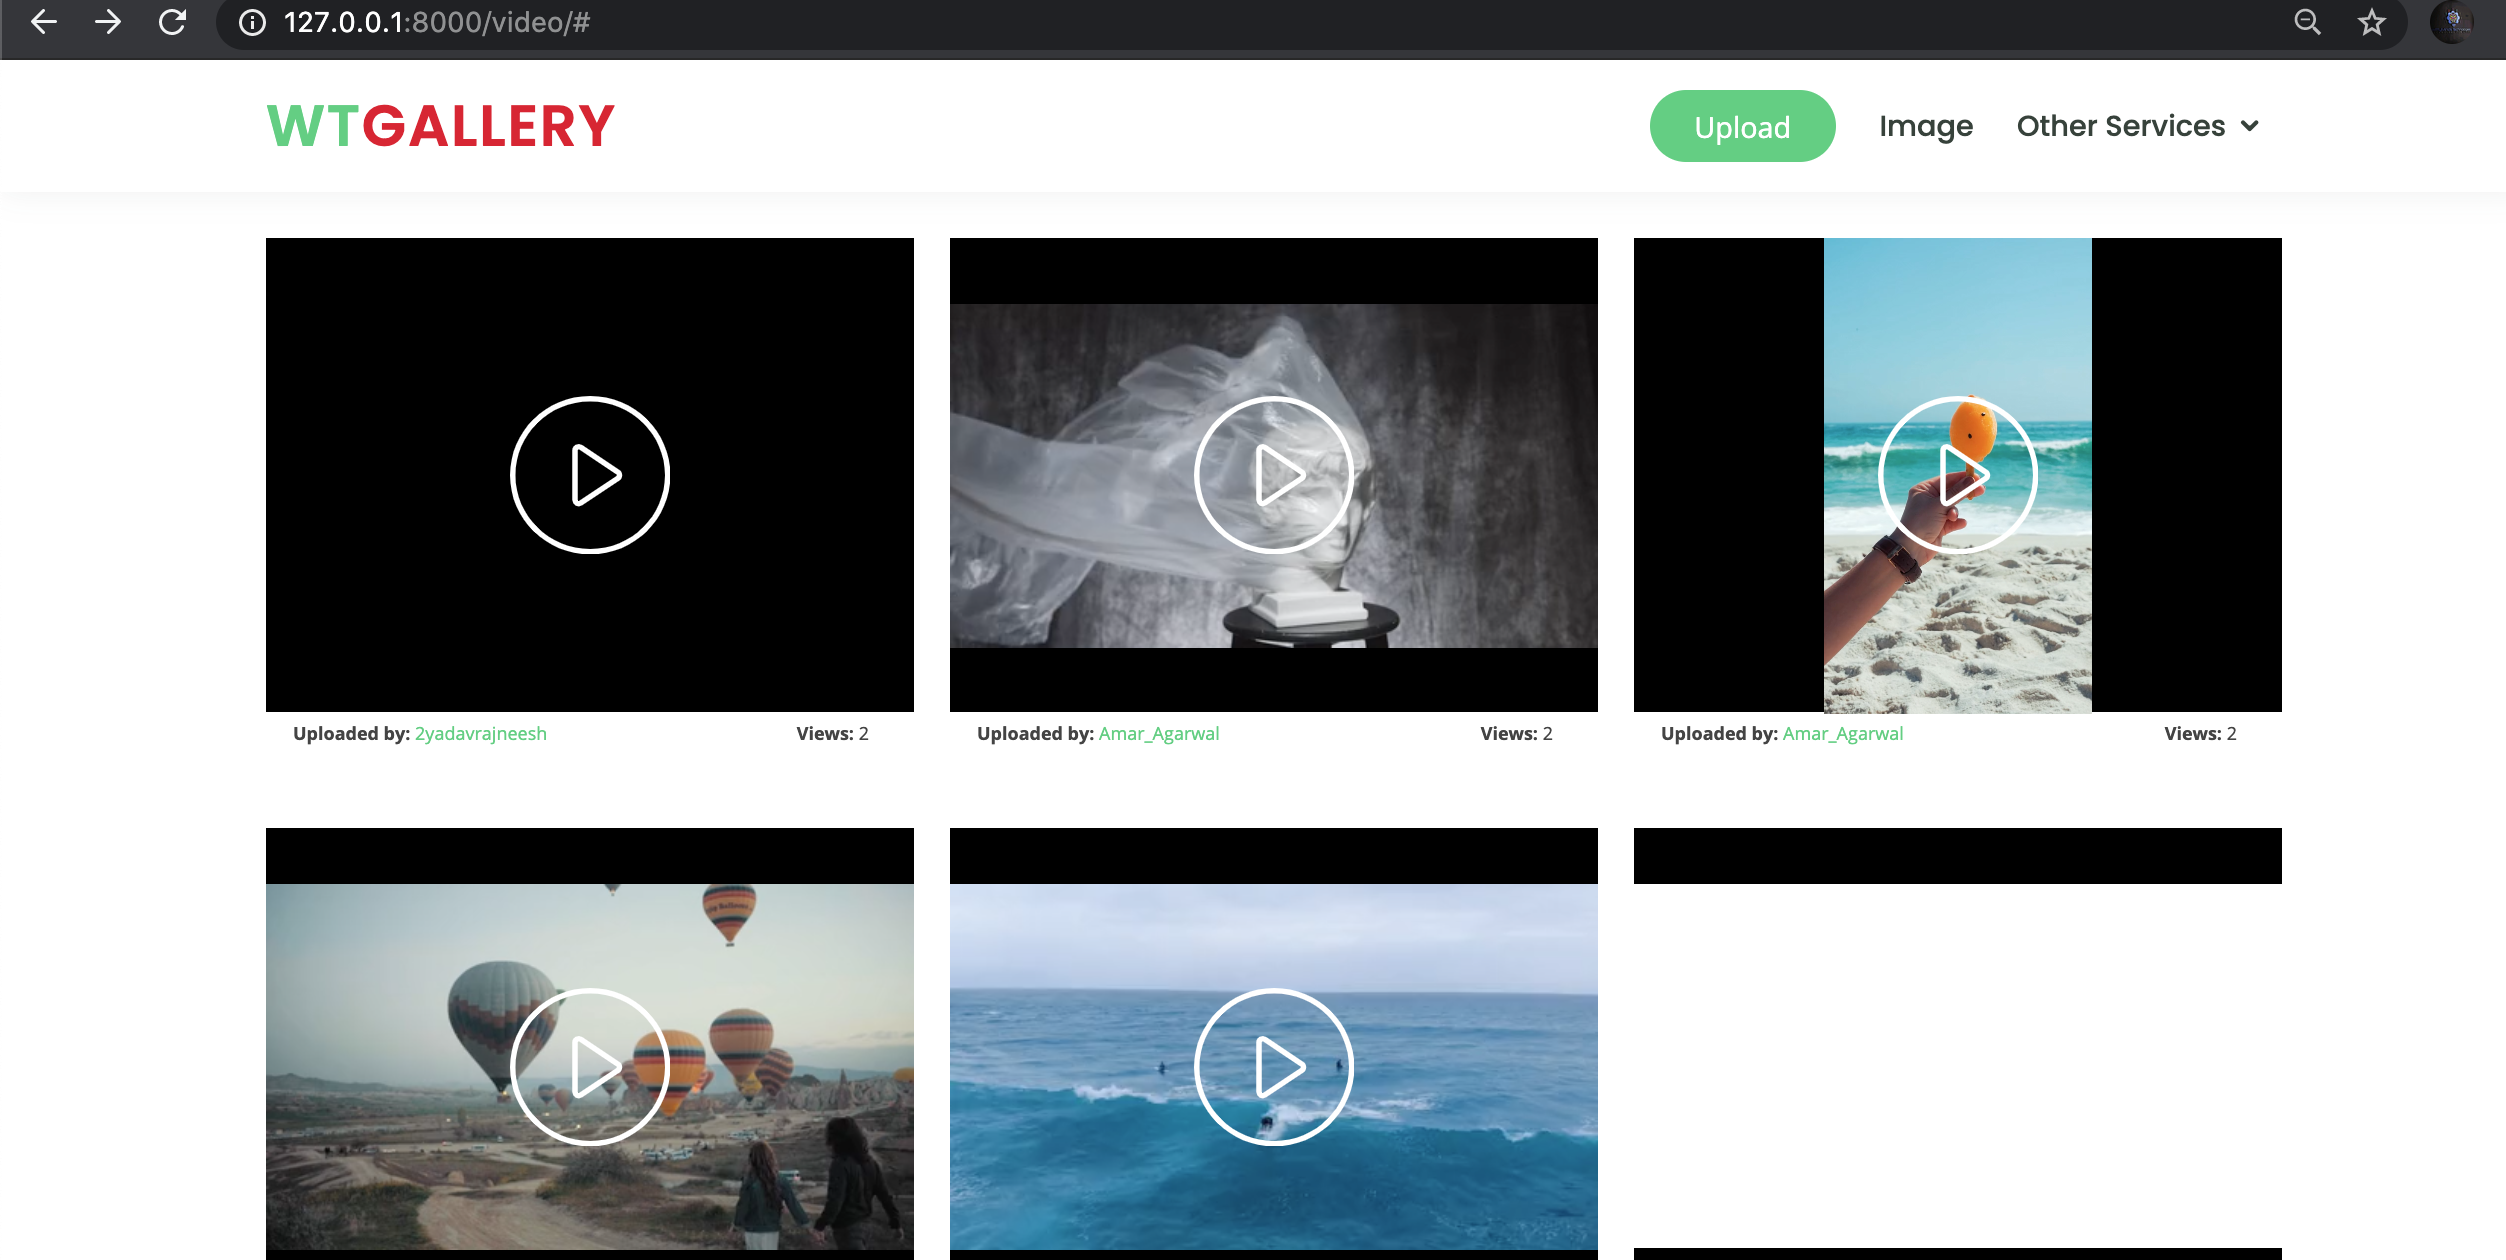 127.0.0.1:8000/video/#
WTGALLERY
Upload
Image
Other Services
Uploaded by: 2yadavrajneesh
Views: 2
Uploaded by: Amar_Agarwal
Views: 2
Uploaded by: Amar_Agarwal
Views: 2